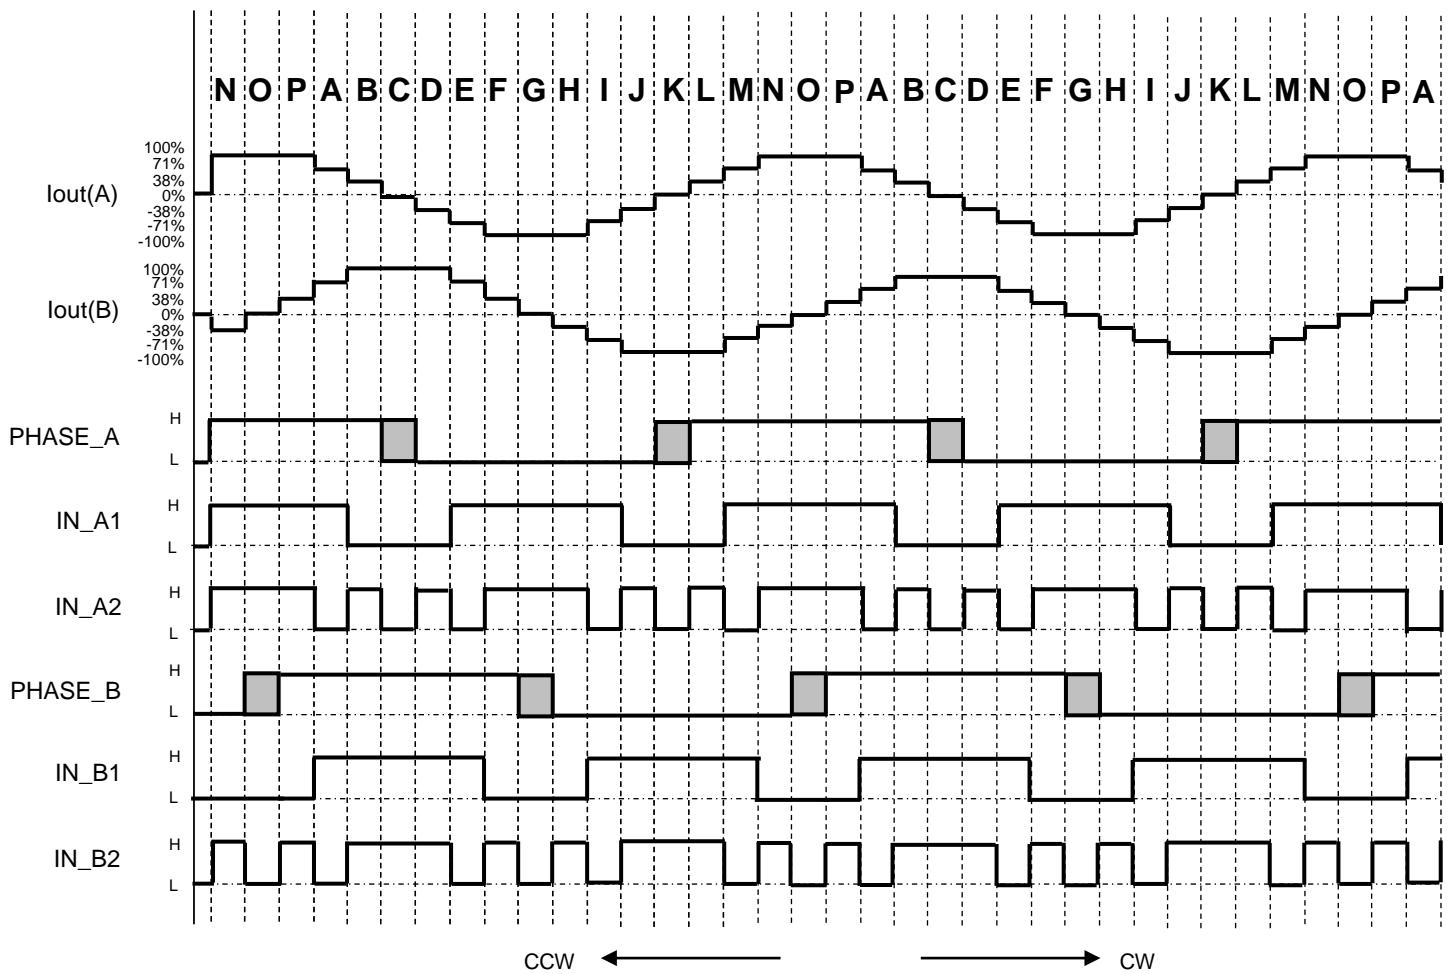 N O P A B C D E F G H I J K L M N O P A B C D E F G H I J K L M N O P A
100%
71%
38%
Iout(A)
0%
-38%
-71%
-100%
100%
71%
38%
Iout(B)
0%
-38%
-71%
-100%
H
PHASE_A
L
H
IN_A1
L
H
IN_A2
L
H
PHASE_B
L
H
IN_B1
L
H
IN_B2
L
CCW
CW